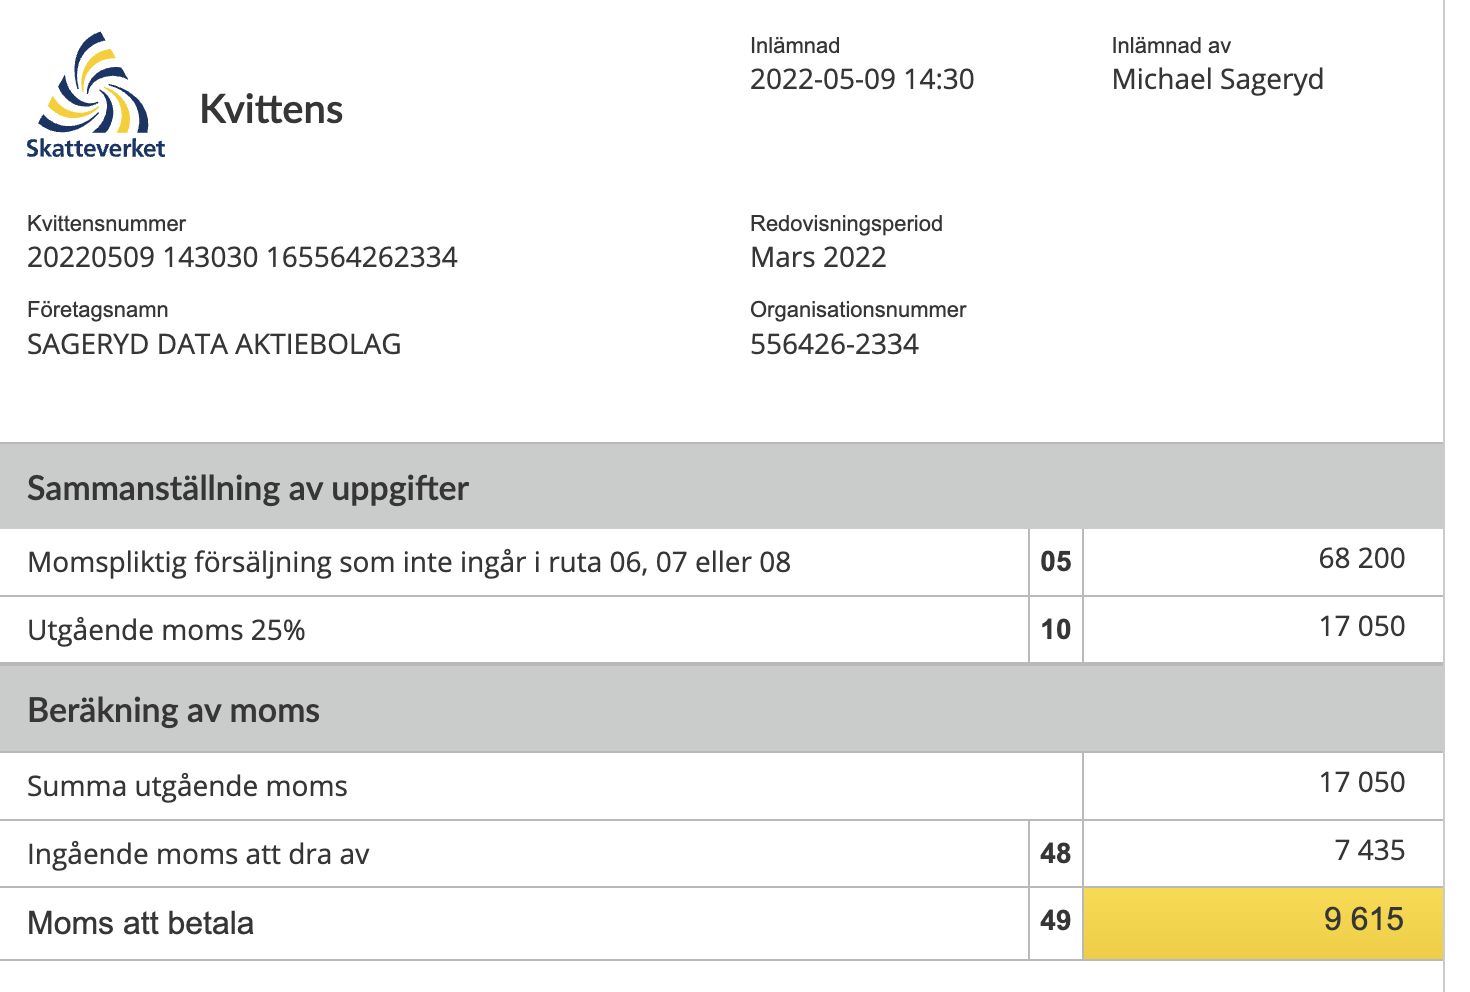 Skatteverket
Kvittens
Inlämnad
2022-05-09 14:30
Inlämnad av
Michael Sageryd
Kvittensnummer
20220509 143030 165564262334
Redovisningsperiod
Mars 2022
Företagsnamn
SAGERYD DATA AKTIEBOLAG
Organisationsnummer
556426-2334
Sammanställning av uppgifter
Momspliktig försäljning som inte ingår i ruta 06, 07 eller 08 05 68 200
Utgående moms 25% 10 17 050
Beräkning av moms
Summa utgående moms 17 050
Ingående moms att dra av 48 7 435
Moms att betala 49 9 615